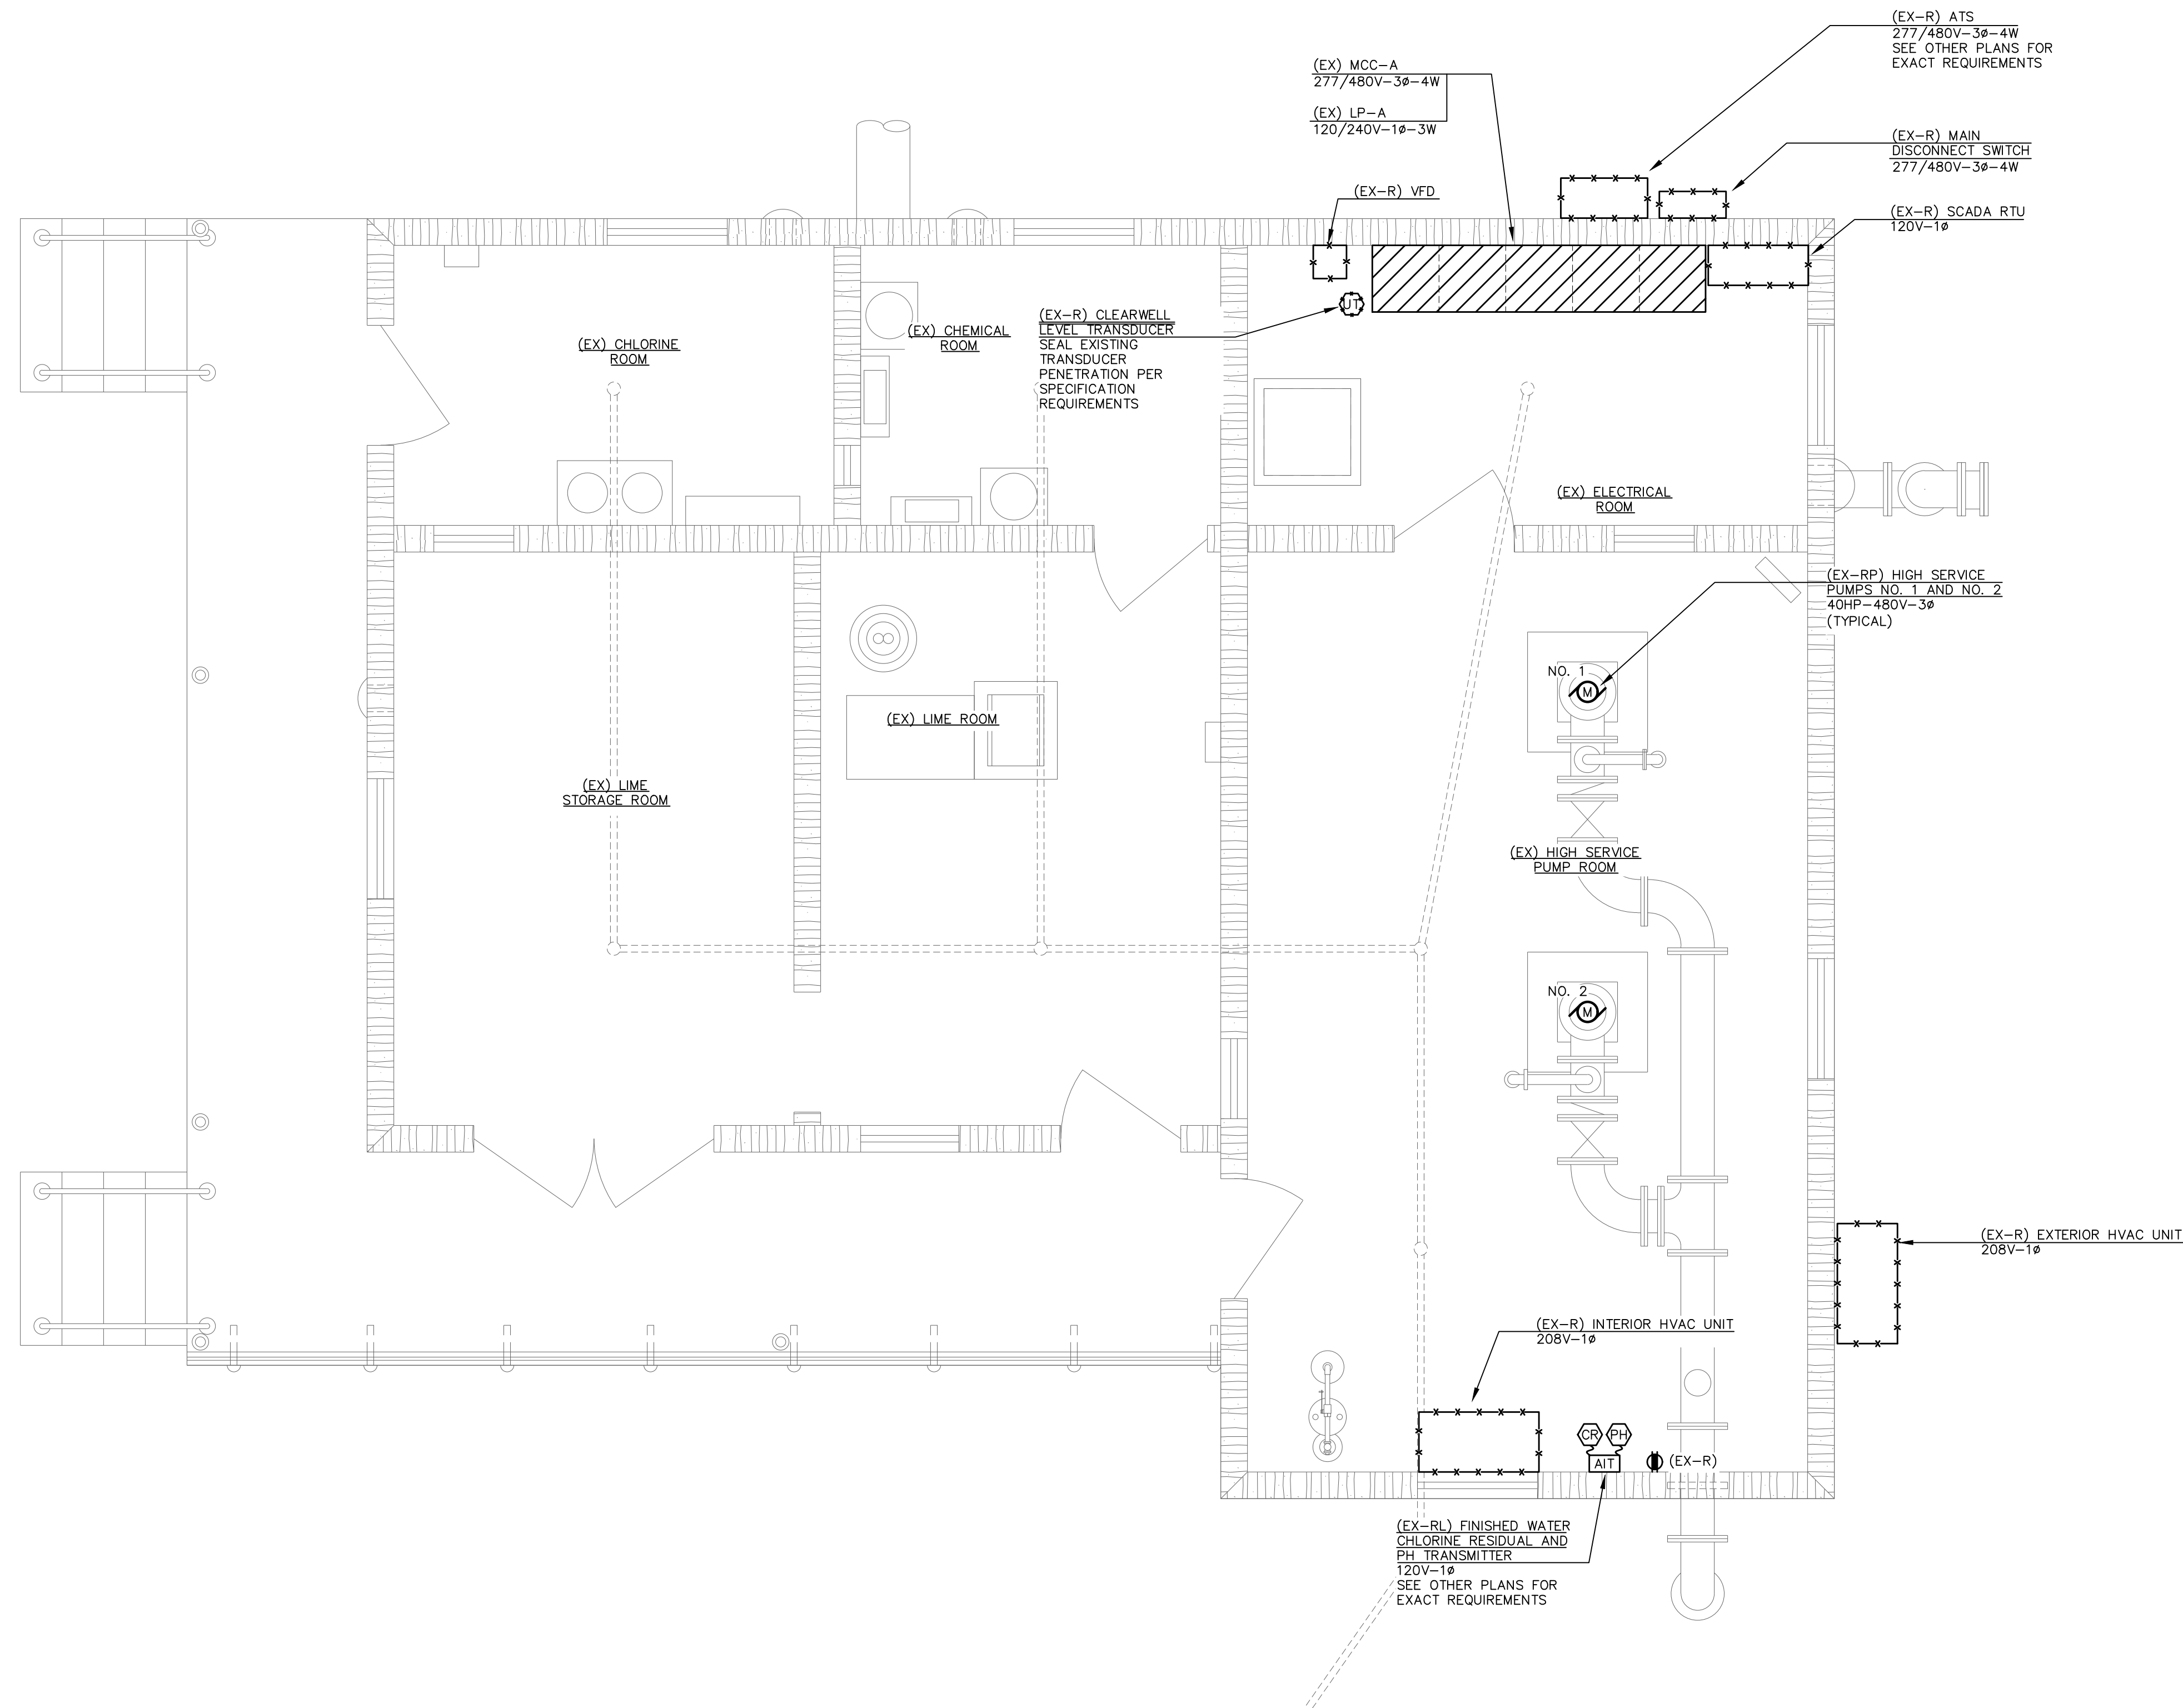 (EX-R) ATS
277/480V-3ø-4W
SEE OTHER PLANS FOR
EXACT REQUIREMENTS
(EX) MCC-A
277/480V-3ø-4W
(EX) LP-A
120/240V-1ø-3W
(EX-R) MAIN
DISCONNECT SWITCH
277/480V-3ø-4W
(EX-R) VFD
(EX-R) SCADA RTU
120V-1ø
UT
(EX-R) CLEARWELL
LEVEL TRANSDUCER
SEAL EXISTING
TRANSDUCER
PENETRATION PER
SPECIFICATION
REQUIREMENTS
(EX) CHLORINE
ROOM
(EX) CHEMICAL
ROOM
(EX) ELECTRICAL
ROOM
(EX-RP) HIGH SERVICE
PUMPS NO. 1 AND NO. 2
40HP-480V-3ø
(TYPICAL)
NO. 1
M
(EX) LIME ROOM
(EX) LIME
STORAGE ROOM
(EX) HIGH SERVICE
PUMP ROOM
NO. 2
M
(EX-R) EXTERIOR HVAC UNIT
208V-1ø
(EX-R) INTERIOR HVAC UNIT
208V-1ø
CR
PH
AIT
(EX-R)
(EX-RL) FINISHED WATER
CHLORINE RESIDUAL AND
PH TRANSMITTER
120V-1ø
SEE OTHER PLANS FOR
EXACT REQUIREMENTS